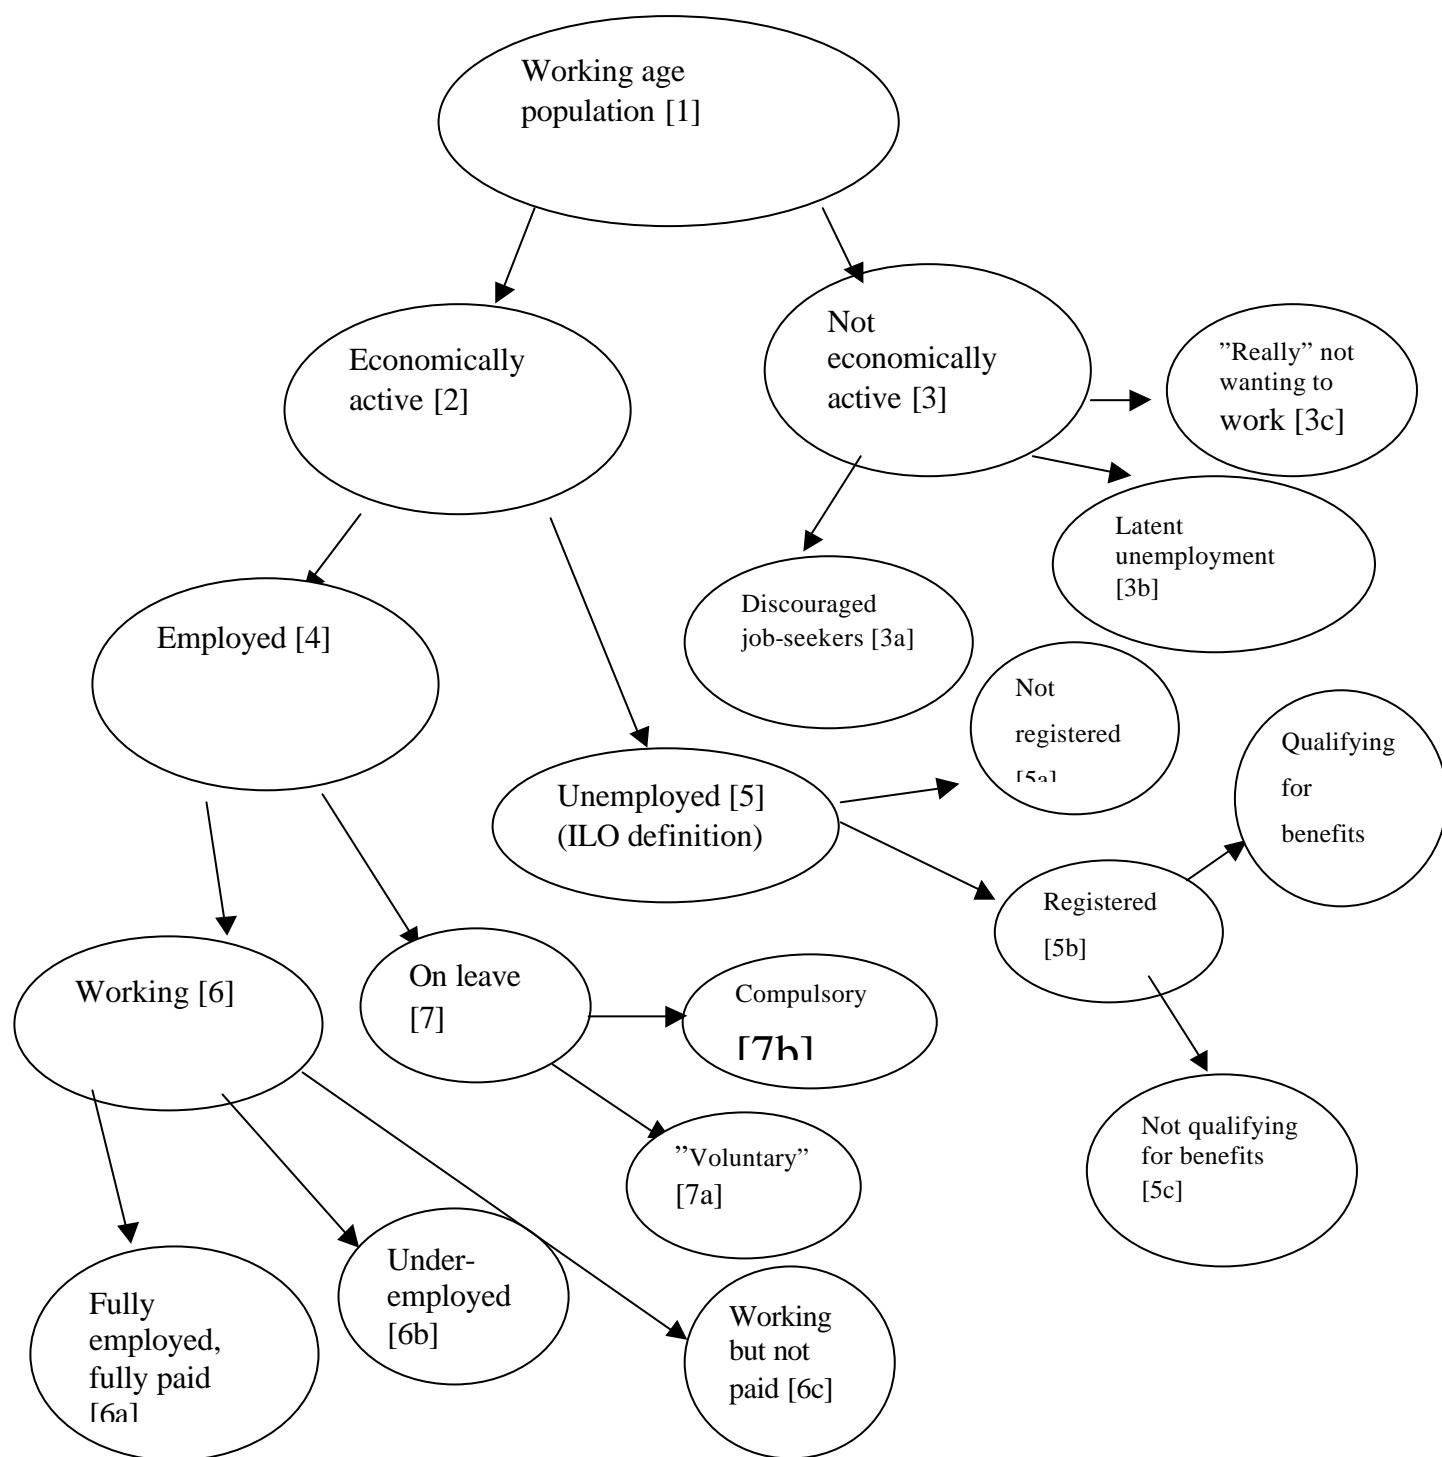 Working age
population [1]
Economically
active [2]
Not
economically
active [3]
”Really” not
wanting to
work [3c]
Latent
unemployment
[3b]
Discouraged
job-seekers [3a]
Employed [4]
Not
registered
[5a]
Qualifying
for
benefits
Unemployed [5]
(ILO definition)
Registered
[5b]
Working [6]
On leave
[7]
Compulsory
[7b]
”Voluntary”
[7a]
Not qualifying
for benefits
[5c]
Fully
employed,
fully paid
[6a]
Under-
employed
[6b]
Working
but not
paid [6c]